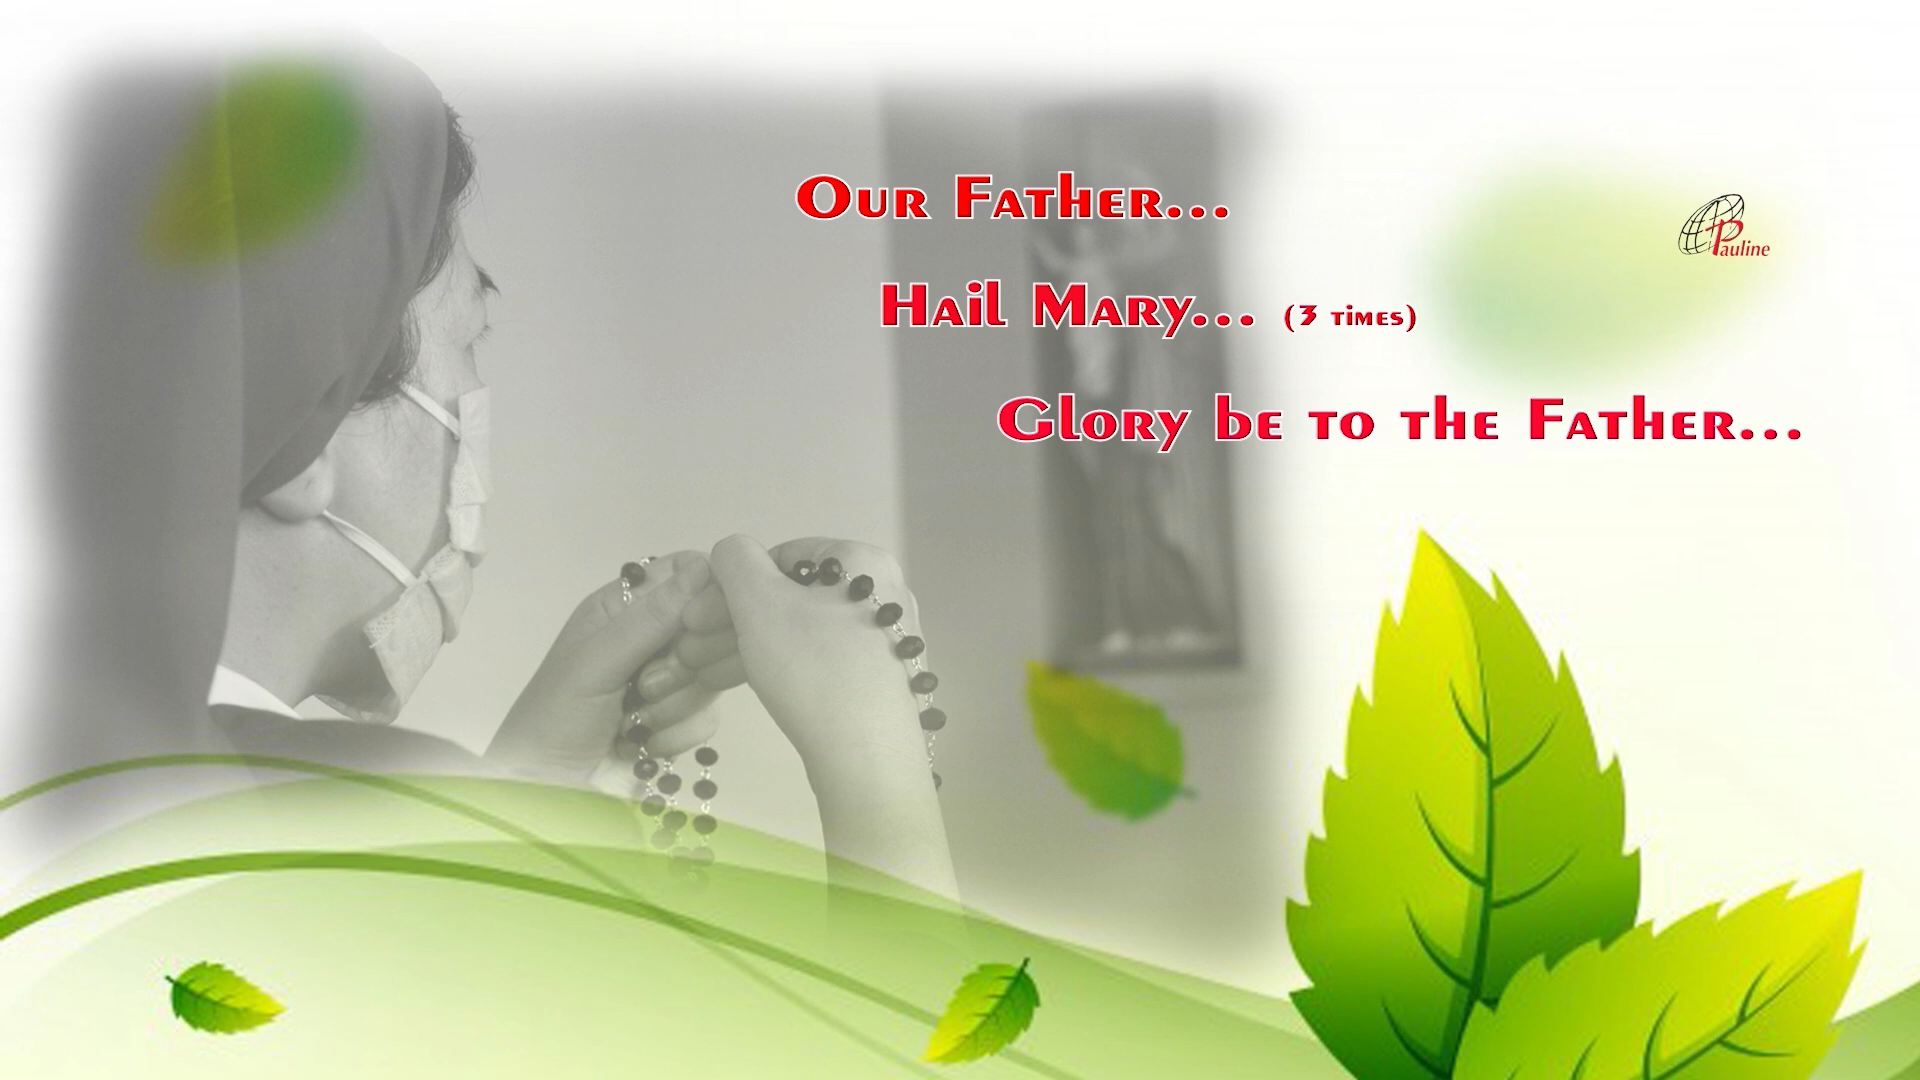 Our Father...
Hail Mary... (3 times)
Glory be to the Father...
Pauline